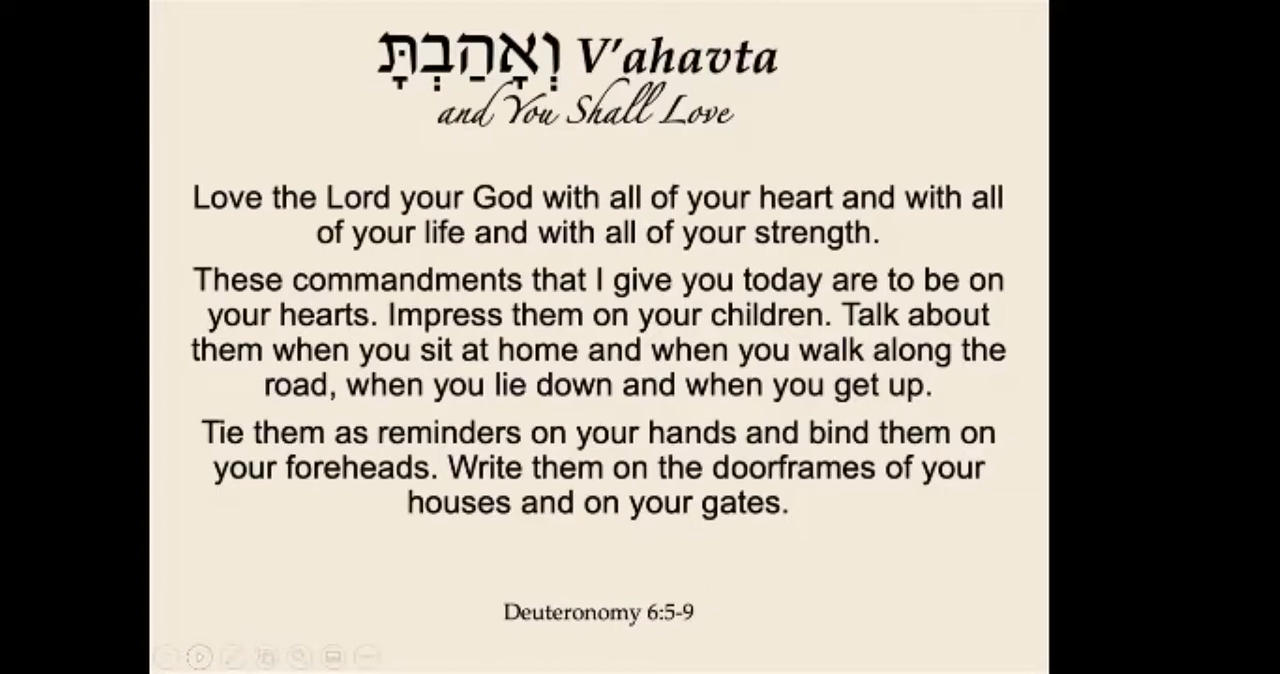 וְאָהַבְתָּ V'ahavta
and You Shall Love
Love the Lord your God with all of your heart and with all
of your life and with all of your strength.
These commandments that I give you today are to be on
your hearts. Impress them on your children. Talk about
them when you sit at home and when you walk along the
road, when you lie down and when you get up.
Tie them as reminders on your hands and bind them on
your foreheads. Write them on the doorframes of your
houses and on your gates.
Deuteronomy 6:5-9